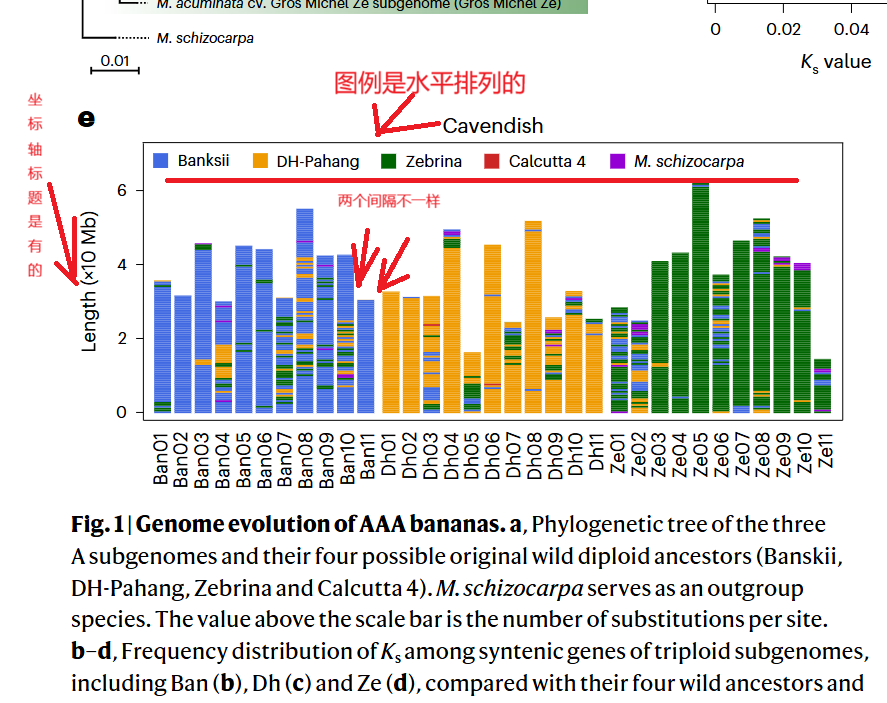 M. acuminata cv. Gros Michel Ze subgenome (Gros Michel Ze)
M. schizocarpa
0.01
0 0.02 0.04
Ks value
图例是水平排列的
坐标轴标题是有的
e
Cavendish
Banksii DH-Pahang Zebrina Calcutta 4 M. schizocarpa
两个间隔不一样
Length (×10 Mb)
6
4
2
0
Ban01 Ban02 Ban03 Ban04 Ban05 Ban06 Ban07 Ban08 Ban09 Ban10 Ban11 Dh01 Dh02 Dh03 Dh04 Dh05 Dh06 Dh07 Dh08 Dh09 Dh10 Dh11 Ze01 Ze02 Ze03 Ze04 Ze05 Ze06 Ze07 Ze08 Ze09 Ze10 Ze11
Fig. 1 | Genome evolution of AAA bananas. a, Phylogenetic tree of the three
A subgenomes and their four possible original wild diploid ancestors (Banskii,
DH-Pahang, Zebrina and Calcutta 4). M. schizocarpa serves as an outgroup
species. The value above the scale bar is the number of substitutions per site.
b–d, Frequency distribution of Ks among syntenic genes of triploid subgenomes,
including Ban (b), Dh (c) and Ze (d), compared with their four wild ancestors and